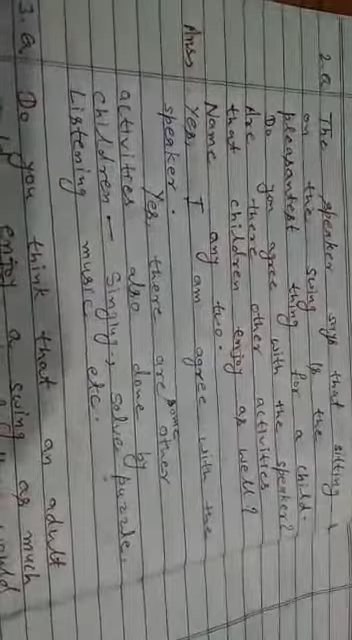 2.a. The speaker says that sitting
on the swing is the
pleasantest thing for a child.
Do you agree with the speaker?
Are there other activities
that children enjoy as well?
Name any two.
Ans, Yes, I am agree with the
speaker.
Yes, there are some other
activities also done by
children - Singing, Solve puzzle.
Listening music etc.
3. a, Do you think that an adult
enjoy a swing as much